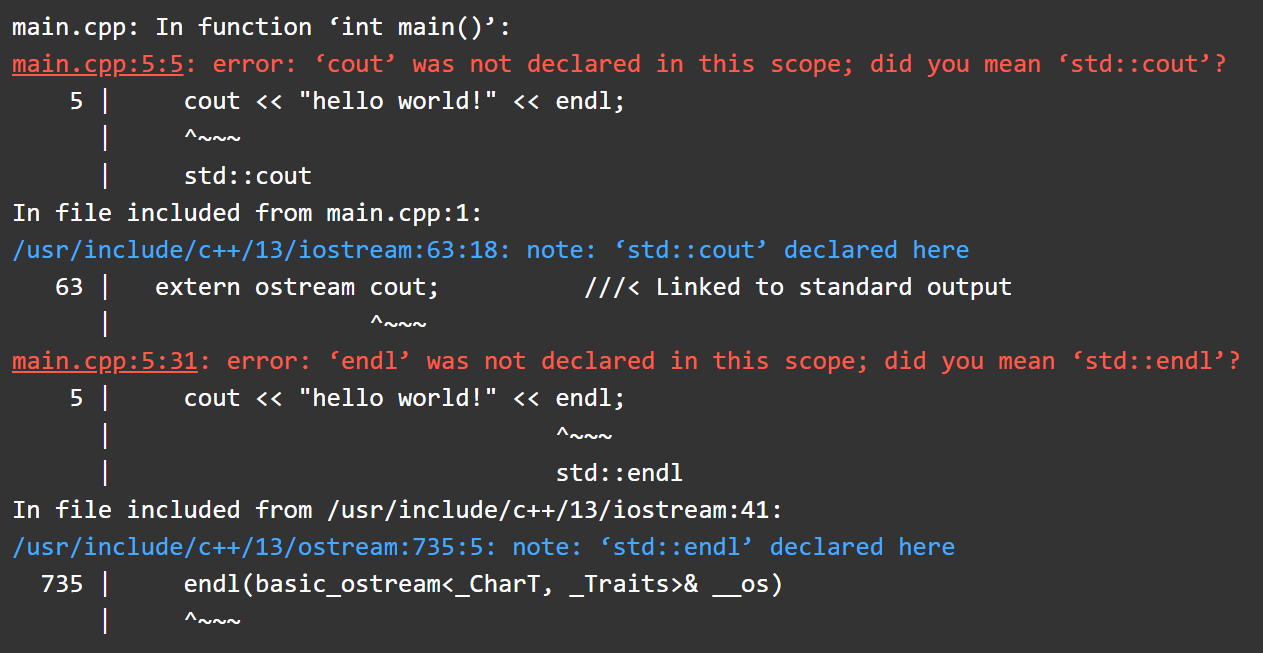 main.cpp: In function ‘int main()’:
main.cpp:5:5: error: ‘cout’ was not declared in this scope; did you mean ‘std::cout’?
    5 |     cout << "hello world!" << endl;
      |     ^~~~
      |     std::cout
In file included from main.cpp:1:
/usr/include/c++/13/iostream:63:18: note: ‘std::cout’ declared here
   63 |   extern ostream cout;          ///< Linked to standard output
      |                  ^~~~
main.cpp:5:31: error: ‘endl’ was not declared in this scope; did you mean ‘std::endl’?
    5 |     cout << "hello world!" << endl;
      |                               ^~~~
      |                               std::endl
In file included from /usr/include/c++/13/iostream:41:
/usr/include/c++/13/ostream:735:5: note: ‘std::endl’ declared here
  735 |     endl(basic_ostream<_CharT, _Traits>& __os)
      |     ^~~~